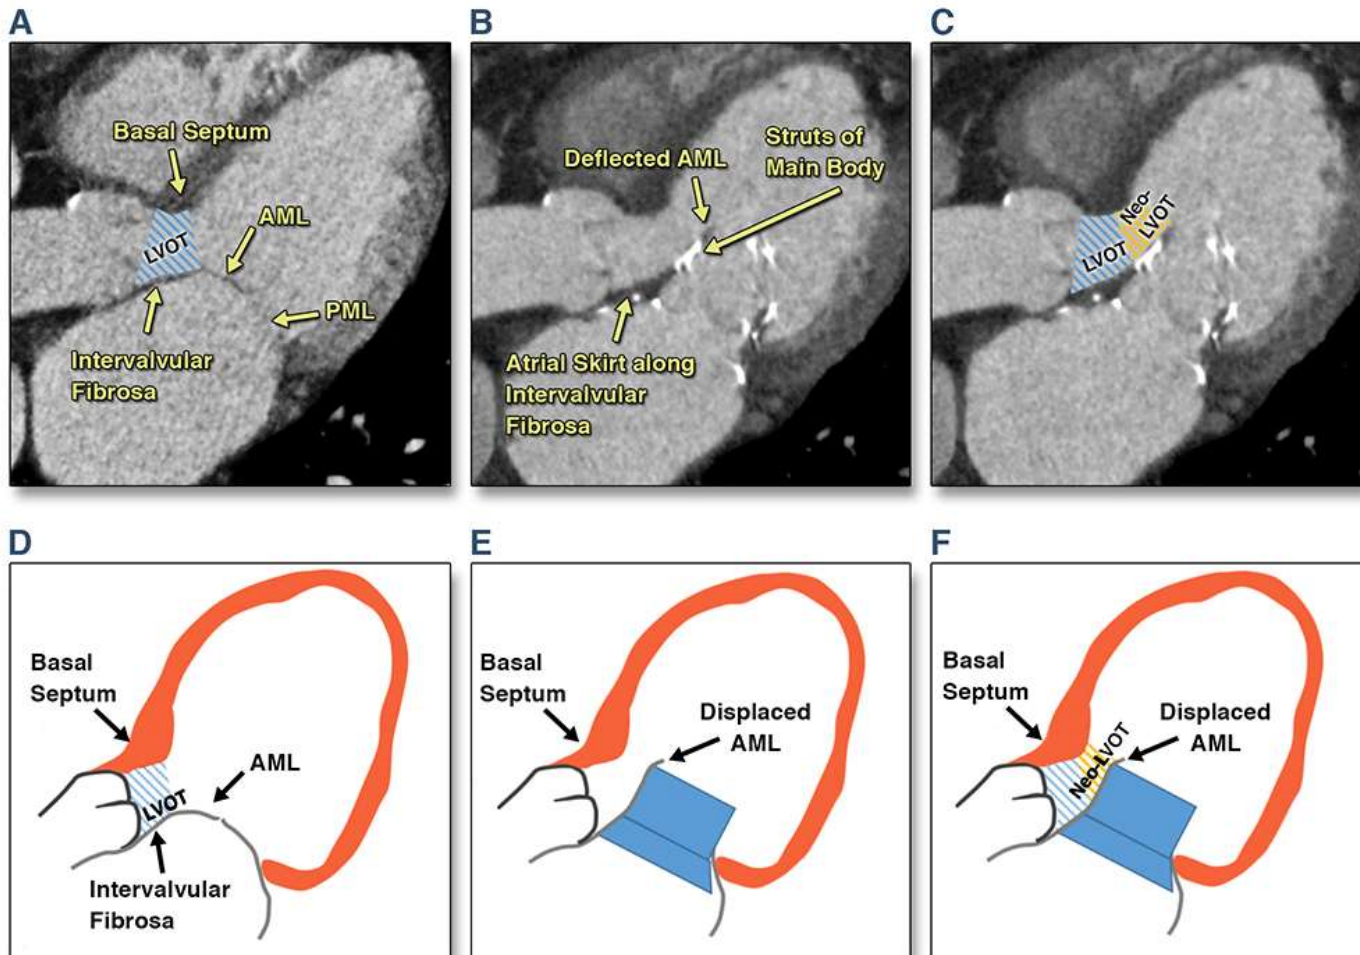 A
Basal Septum
AML
LVOT
PML
Intervalvular
Fibrosa
B
Deflected AML
Struts of
Main Body
Atrial Skirt along
Intervalvular
Fibrosa
C
Neo-
LVOT
LVOT
D
Basal
Septum
AML
LVOT
Intervalvular
Fibrosa
E
Basal
Septum
Displaced
AML
F
Basal
Septum
Displaced
AML
Neo-LVOT